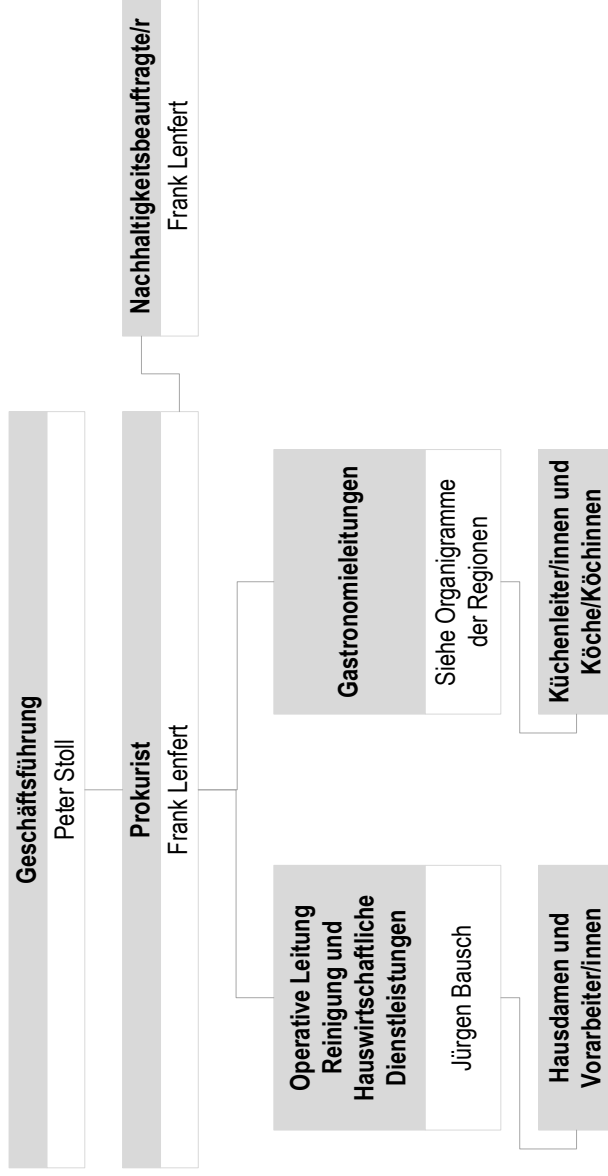 Geschäftsführung
Peter Stoll
Prokurist
Frank Lenfert
Nachhaltigkeitsbeauftragte/r
Frank Lenfert
Operative Leitung
Reinigung und
Hauswirtschaftliche
Dienstleistungen
Jürgen Bausch
Gastronomieleitungen
Siehe Organigramme
der Regionen
Hausdamen und
Vorarbeiter/innen
Küchenleiter/innen und
Köche/Köchinnen